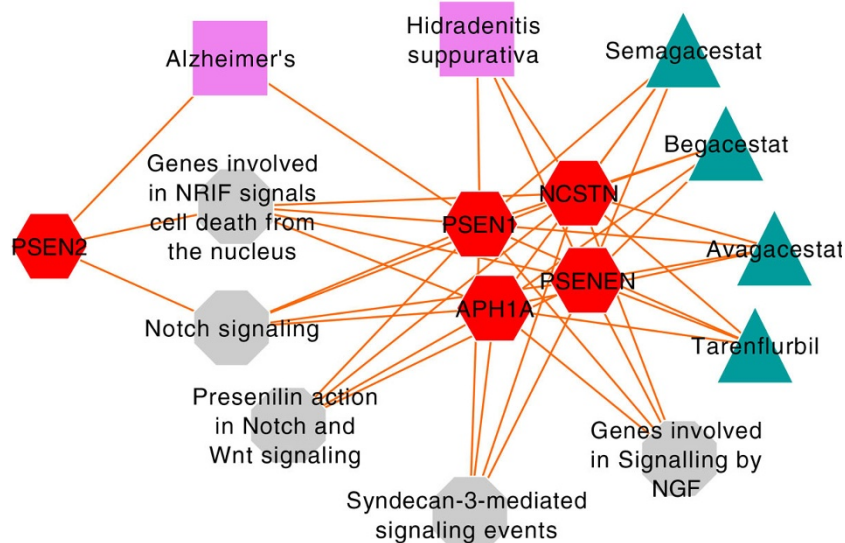 Hidradenitis
suppurativa
Alzheimer's
Semagacestat
Begacestat
Genes involved
in NRIF signals
cell death from
the nucleus
NCSTN
PSEN1
PSEN2
Avagacestat
PSENEN
APH1A
Notch signaling
Tarenflurbil
Presenilin action
in Notch and
Wnt signaling
Genes involved
in Signalling by
NGF
Syndecan-3-mediated
signaling events